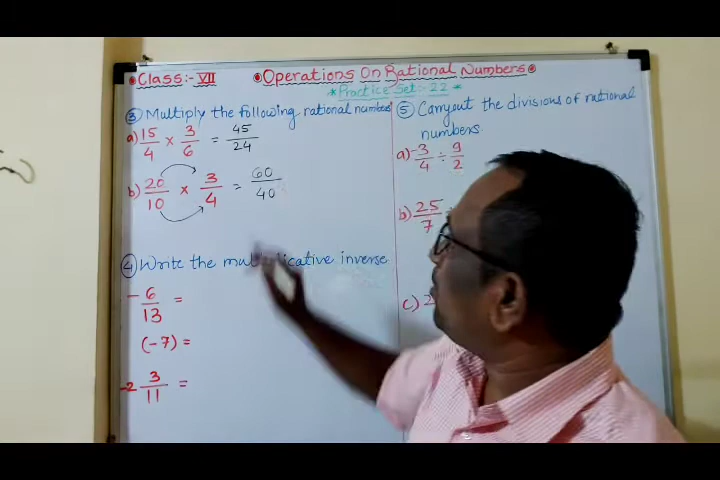 Class:- VII
Operations On Rational Numbers
*Practice Set: 22*
③ Multiply the following rational numbers
a) 15/4 × 3/6 = 45/24
b) 20/10 × 3/4 = 60/40
④ Write the multiplicative inverse
- 6/13 =
(-7) =
-2 3/11 =
⑤ Carryout the divisions of rational
numbers.
a) -3/4 ÷ 9/2
b) 25/7
c) 2